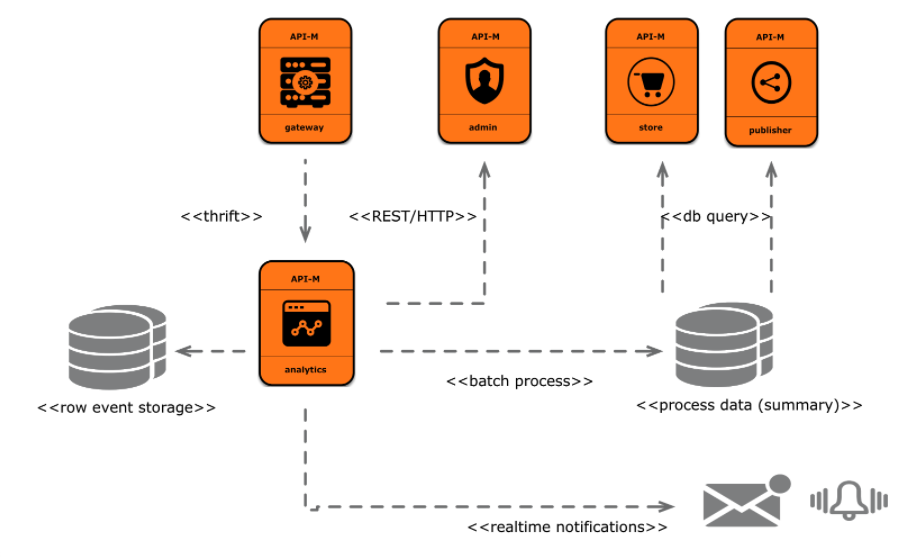 API-M
gateway
API-M
admin
API-M
store
API-M
publisher
<<thrift>>
<<REST/HTTP>>
<<db query>>
API-M
analytics
<<batch process>>
<<row event storage>>
<<process data (summary)>>
<<realtime notifications>>